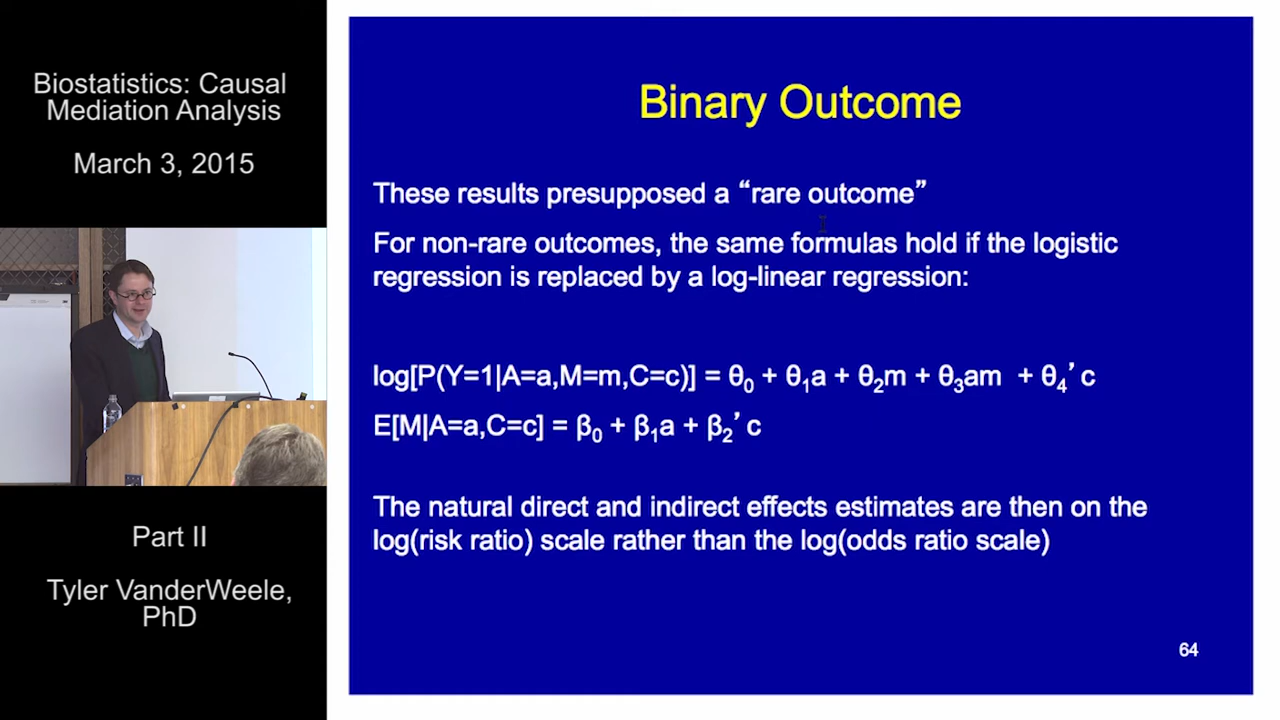 Biostatistics: Causal
Mediation Analysis
March 3, 2015
Part II
Tyler VanderWeele,
PhD
Binary Outcome
These results presupposed a “rare outcome”
For non-rare outcomes, the same formulas hold if the logistic
regression is replaced by a log-linear regression:
log[P(Y=1|A=a,M=m,C=c)] = θ₀ + θ₁a + θ₂m + θ₃am + θ₄’c
E[M|A=a,C=c] = β₀ + β₁a + β₂’c
The natural direct and indirect effects estimates are then on the
log(risk ratio) scale rather than the log(odds ratio scale)
64